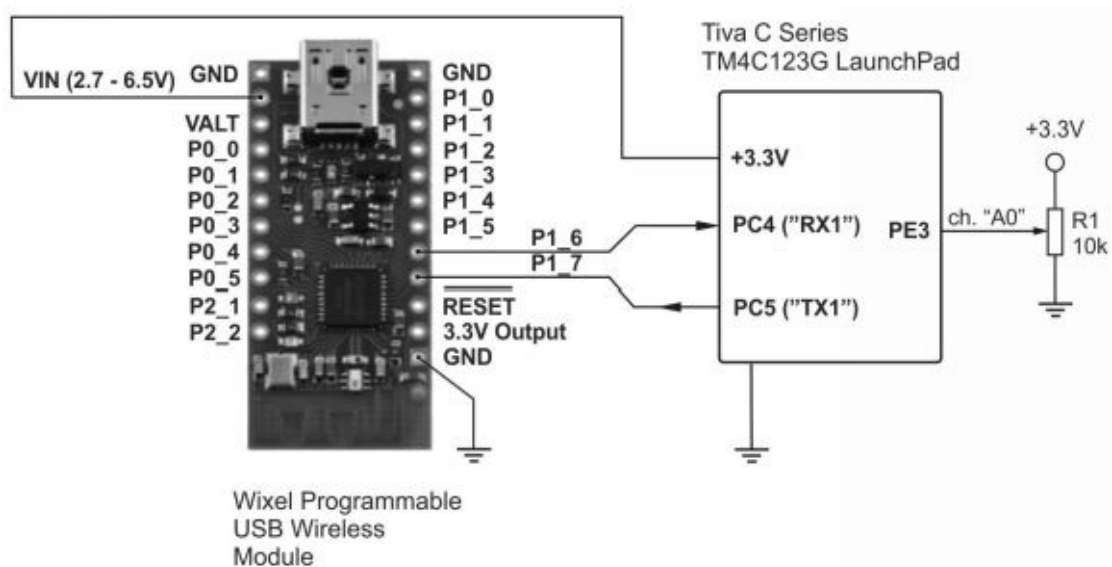 Tiva C Series
TM4C123G LaunchPad
VIN (2.7 - 6.5V)
GND
VALT
P0_0
P0_1
P0_2
P0_3
P0_4
P0_5
P2_1
P2_2
GND
P1_0
P1_1
P1_2
P1_3
P1_4
P1_5
P1_6
P1_7
RESET
3.3V Output
GND
+3.3V
PC4 ("RX1")
PC5 ("TX1")
PE3
ch. "A0"
+3.3V
R1
10k
Wixel Programmable
USB Wireless
Module